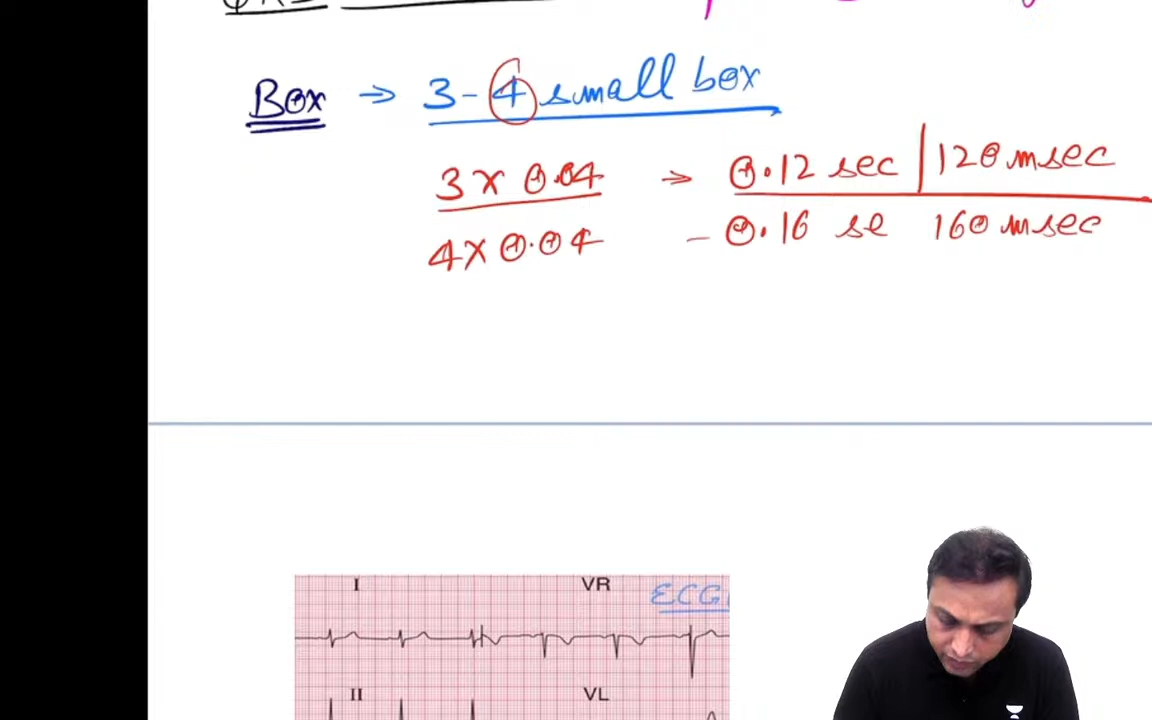 Box → 3-4 small box
3 x 0.04 → 0.12 sec | 120 msec
4 x 0.04 - 0.16 se 160 msec
I VR ECG
II VL